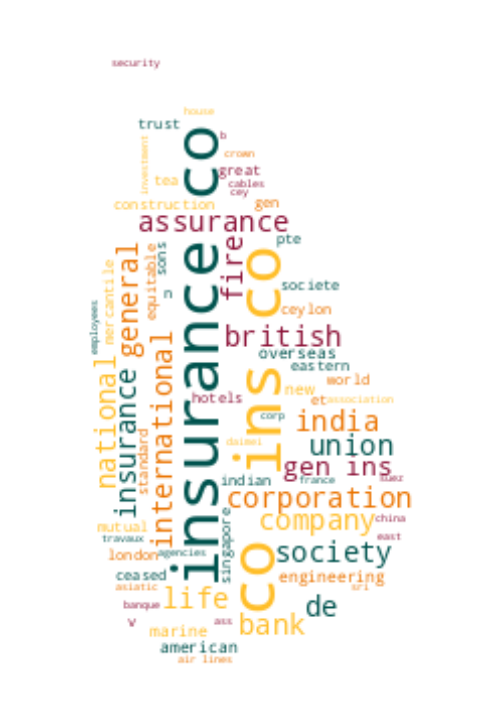 security
house
trust
insurance co
b
investment
crown
great
tea
cables
cey
construction
gen
assurance
fire
pte
ins co
sons
general
equitable
mercantile
societe
n
ceylon
employees
british
international
overseas
eastern
national
insurance
world
new
hotels
et
association
corp
india
standard
daimei
union
gen ins
indian
france
suez
corporation
singapore
company
china
mutual
travaux
east
co
society
london
agencies
ceased
engineering
asiatic
sri
life
banque
de
v
ass
bank
marine
american
air lines